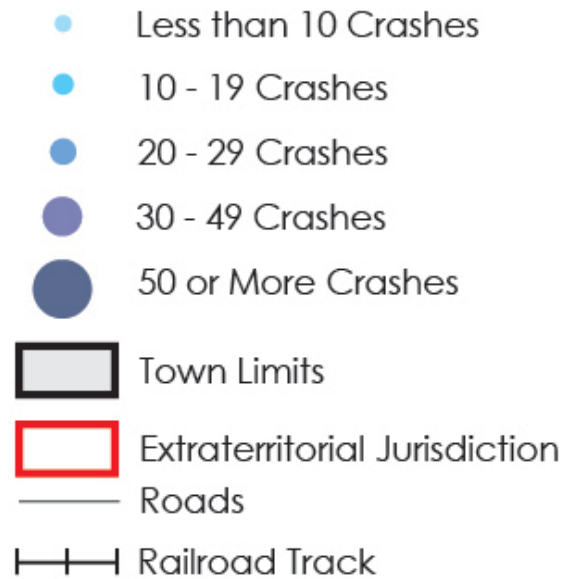 Less than 10 Crashes
10 - 19 Crashes
20 - 29 Crashes
30 - 49 Crashes
50 or More Crashes
Town Limits
Extraterritorial Jurisdiction
Roads
Railroad Track